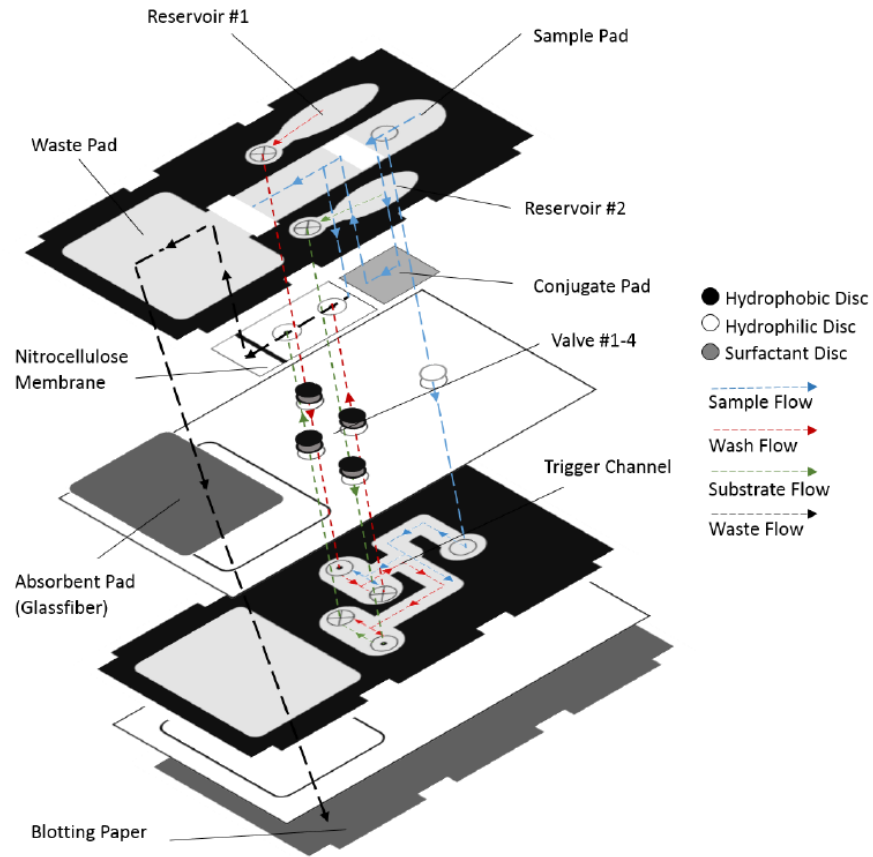 Reservoir #1
Sample Pad
Waste Pad
Reservoir #2
Conjugate Pad
Hydrophobic Disc
Hydrophilic Disc
Surfactant Disc
Valve #1-4
Nitrocellulose
Membrane
Sample Flow
Wash Flow
Trigger Channel
Substrate Flow
Waste Flow
Absorbent Pad
(Glassfiber)
Blotting Paper